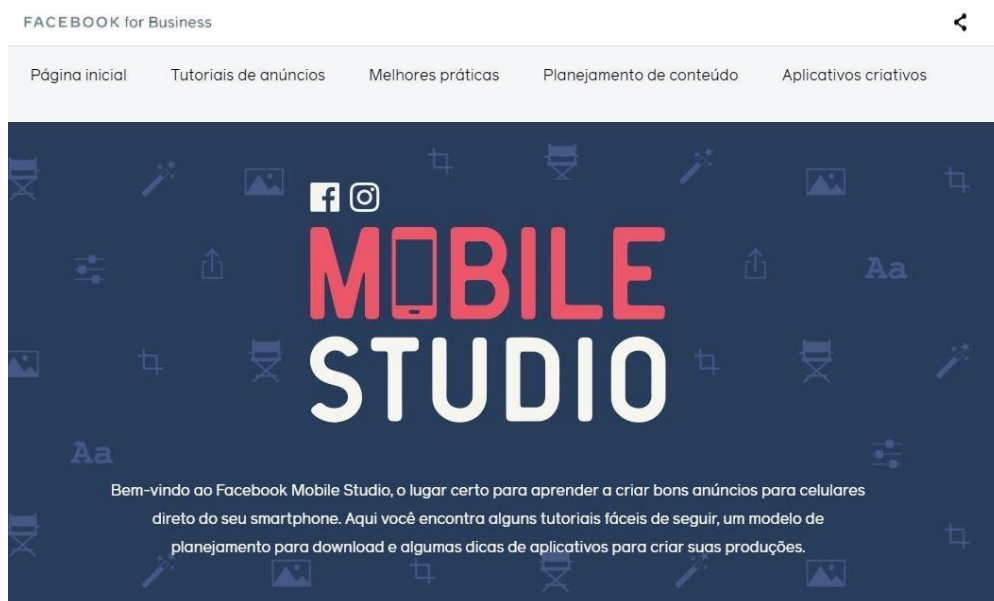 FACEBOOK for Business
Página inicial Tutoriais de anúncios Melhores práticas Planejamento de conteúdo Aplicativos criativos
MOBILE
STUDIO
Aa
Aa
Bem-vindo ao Facebook Mobile Studio, o lugar certo para aprender a criar bons anúncios para celulares
direto do seu smartphone. Aqui você encontra alguns tutoriais fáceis de seguir, um modelo de
planejamento para download e algumas dicas de aplicativos para criar suas produções.